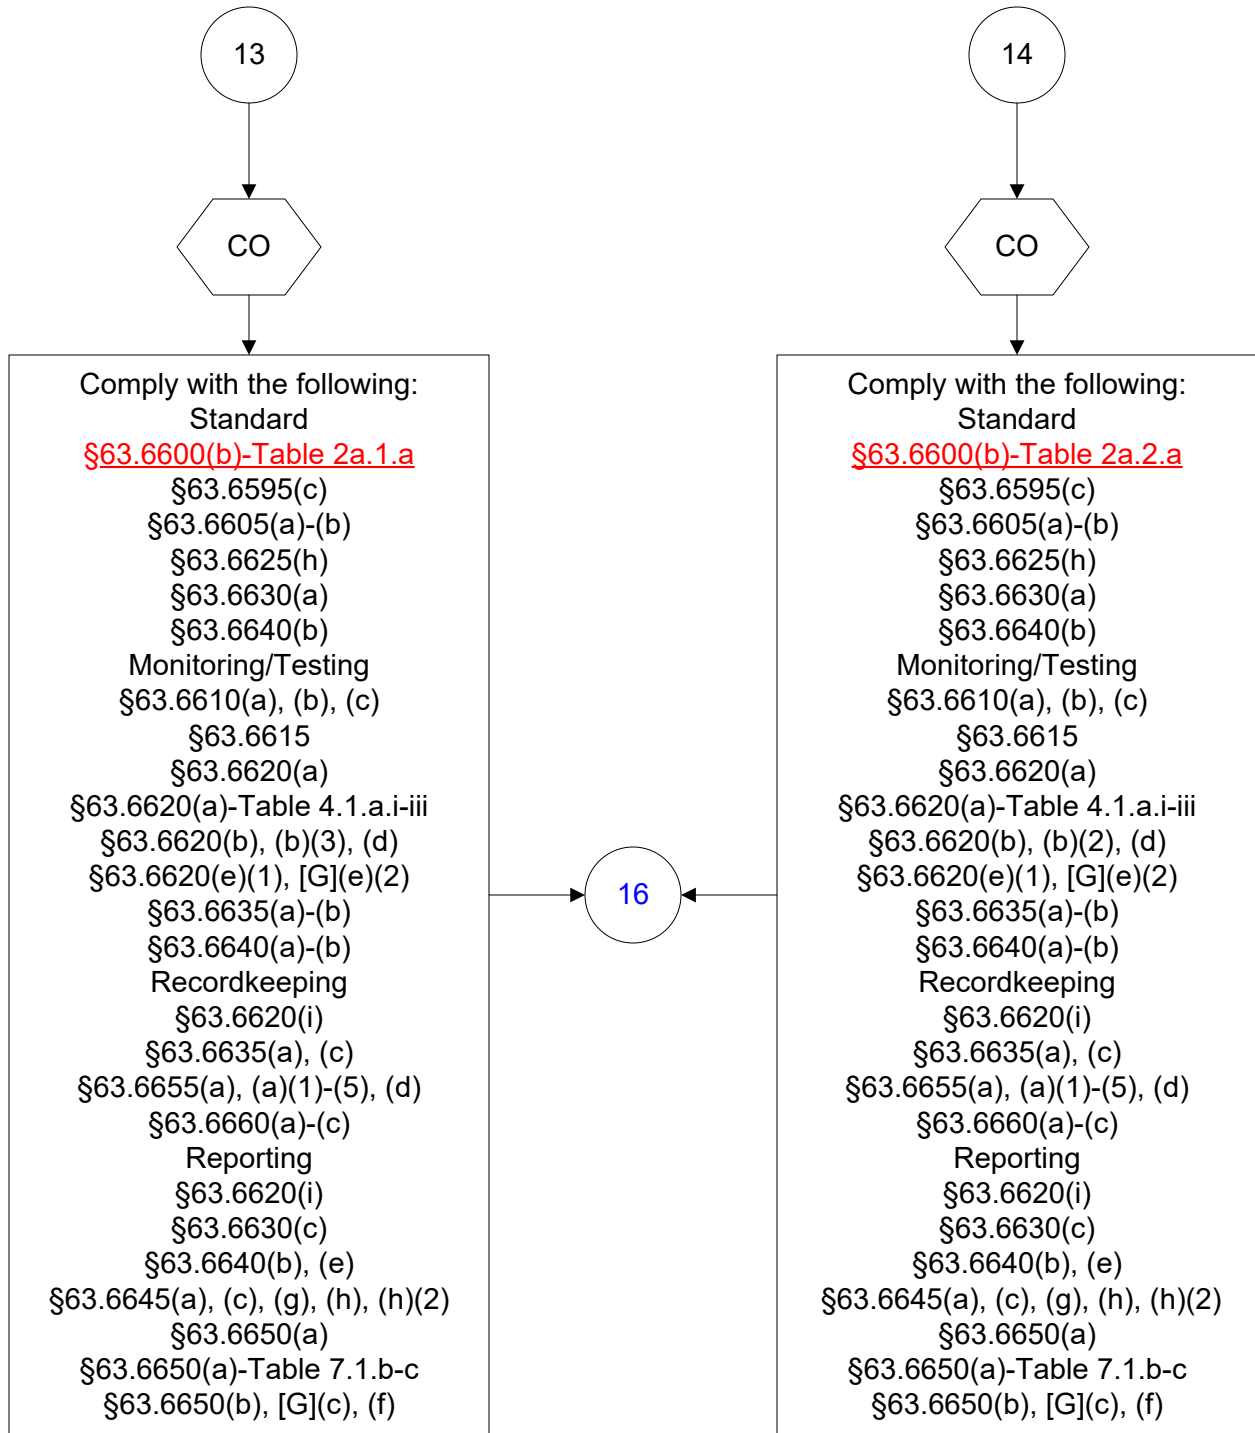 13
CO
Comply with the following:
Standard
§63.6600(b)-Table 2a.1.a
§63.6595(c)
§63.6605(a)-(b)
§63.6625(h)
§63.6630(a)
§63.6640(b)
Monitoring/Testing
§63.6610(a), (b), (c)
§63.6615
§63.6620(a)
§63.6620(a)-Table 4.1.a.i-iii
§63.6620(b), (b)(3), (d)
§63.6620(e)(1), [G](e)(2)
§63.6635(a)-(b)
§63.6640(a)-(b)
Recordkeeping
§63.6620(i)
§63.6635(a), (c)
§63.6655(a), (a)(1)-(5), (d)
§63.6660(a)-(c)
Reporting
§63.6620(i)
§63.6630(c)
§63.6640(b), (e)
§63.6645(a), (c), (g), (h), (h)(2)
§63.6650(a)
§63.6650(a)-Table 7.1.b-c
§63.6650(b), [G](c), (f)
16
14
CO
Comply with the following:
Standard
§63.6600(b)-Table 2a.2.a
§63.6595(c)
§63.6605(a)-(b)
§63.6625(h)
§63.6630(a)
§63.6640(b)
Monitoring/Testing
§63.6610(a), (b), (c)
§63.6615
§63.6620(a)
§63.6620(a)-Table 4.1.a.i-iii
§63.6620(b), (b)(2), (d)
§63.6620(e)(1), [G](e)(2)
§63.6635(a)-(b)
§63.6640(a)-(b)
Recordkeeping
§63.6620(i)
§63.6635(a), (c)
§63.6655(a), (a)(1)-(5), (d)
§63.6660(a)-(c)
Reporting
§63.6620(i)
§63.6630(c)
§63.6640(b), (e)
§63.6645(a), (c), (g), (h), (h)(2)
§63.6650(a)
§63.6650(a)-Table 7.1.b-c
§63.6650(b), [G](c), (f)